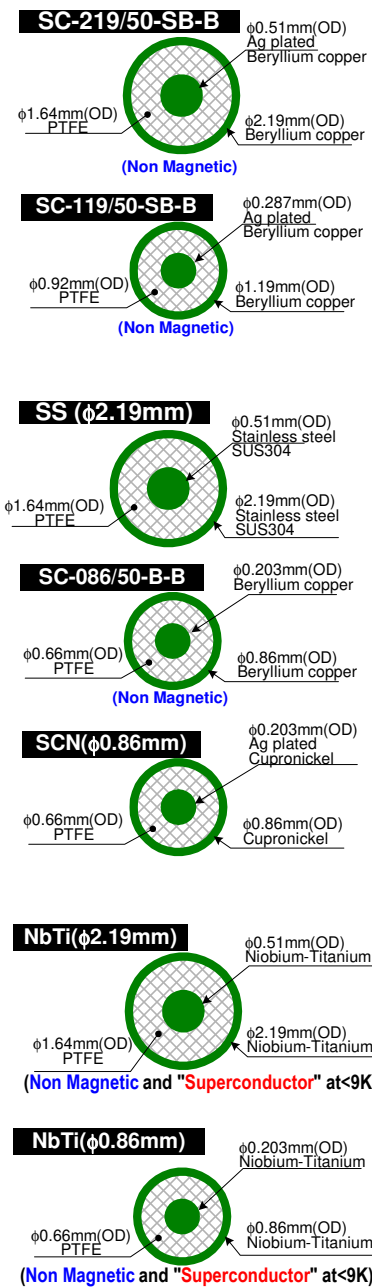 SC-219/50-SB-B
ϕ0.51mm(OD)
Ag plated
Beryllium copper
ϕ1.64mm(OD)
PTFE
ϕ2.19mm(OD)
Beryllium copper
(Non Magnetic)
SC-119/50-SB-B
ϕ0.287mm(OD)
Ag plated
Beryllium copper
ϕ0.92mm(OD)
PTFE
ϕ1.19mm(OD)
Beryllium copper
(Non Magnetic)
SS (ϕ2.19mm)
ϕ0.51mm(OD)
Stainless steel
SUS304
ϕ1.64mm(OD)
PTFE
ϕ2.19mm(OD)
Stainless steel
SUS304
SC-086/50-B-B
ϕ0.203mm(OD)
Beryllium copper
ϕ0.66mm(OD)
PTFE
ϕ0.86mm(OD)
Beryllium copper
(Non Magnetic)
SCN(ϕ0.86mm)
ϕ0.203mm(OD)
Ag plated
Cupronickel
ϕ0.66mm(OD)
PTFE
ϕ0.86mm(OD)
Cupronickel
NbTi(ϕ2.19mm)
ϕ0.51mm(OD)
Niobium-Titanium
ϕ1.64mm(OD)
PTFE
ϕ2.19mm(OD)
Niobium-Titanium
(Non Magnetic and "Superconductor" at<9K
NbTi(ϕ0.86mm)
ϕ0.203mm(OD)
Niobium-Titanium
ϕ0.66mm(OD)
PTFE
ϕ0.86mm(OD)
Niobium-Titanium
(Non Magnetic and "Superconductor" at<9K)